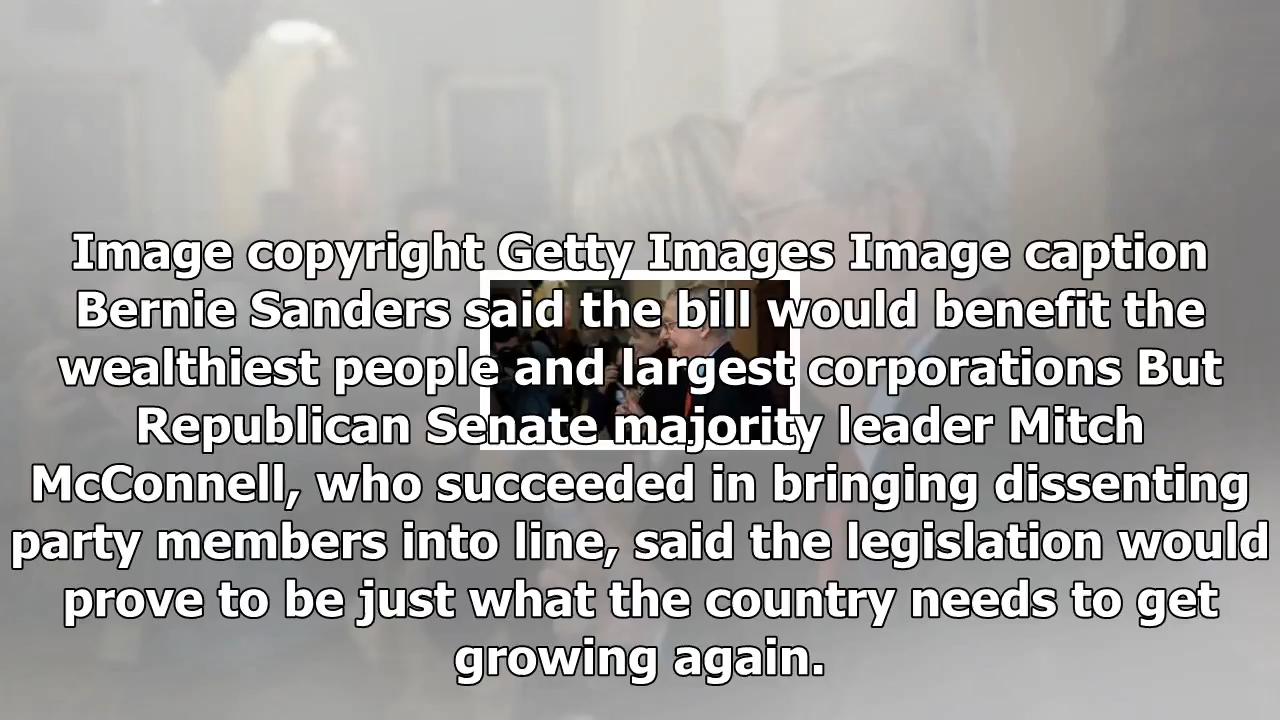 Image copyright Getty Images Image caption
Bernie Sanders said the bill would benefit the
wealthiest people and largest corporations But
Republican Senate majority leader Mitch
McConnell, who succeeded in bringing dissenting
party members into line, said the legislation would
prove to be just what the country needs to get
growing again.